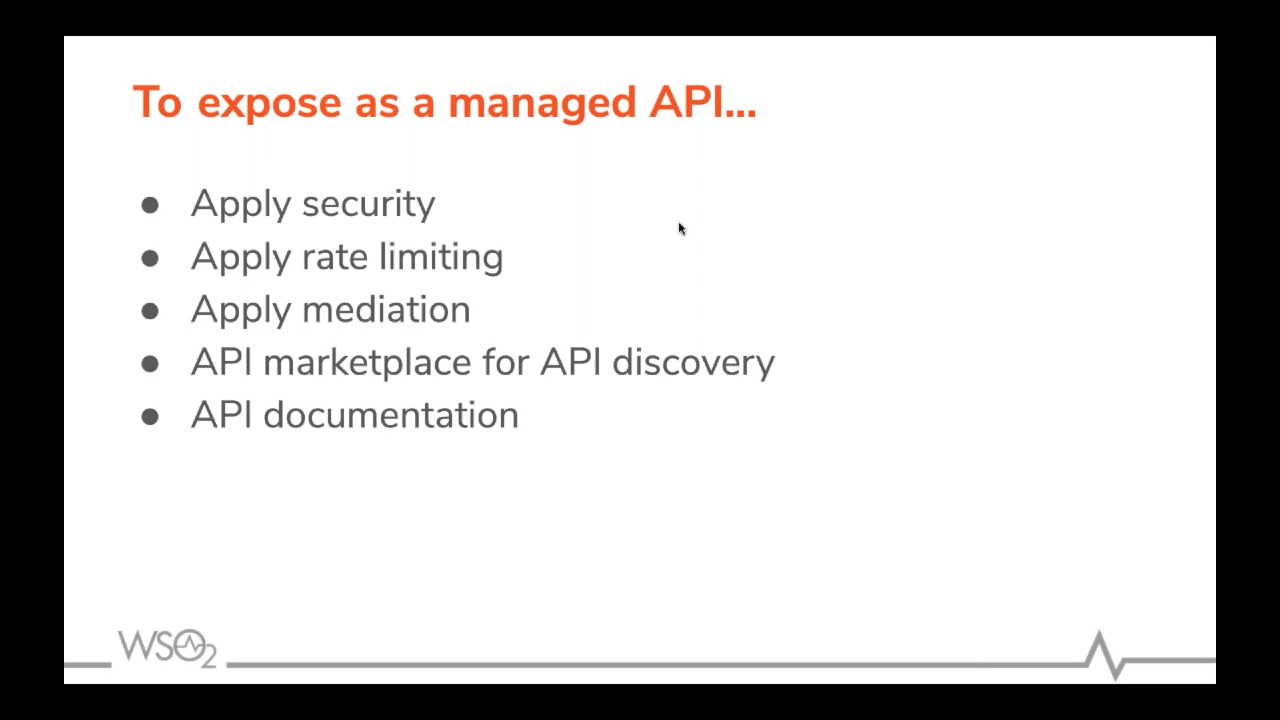 To expose as a managed API...
● Apply security
● Apply rate limiting
● Apply mediation
● API marketplace for API discovery
● API documentation
WSO2